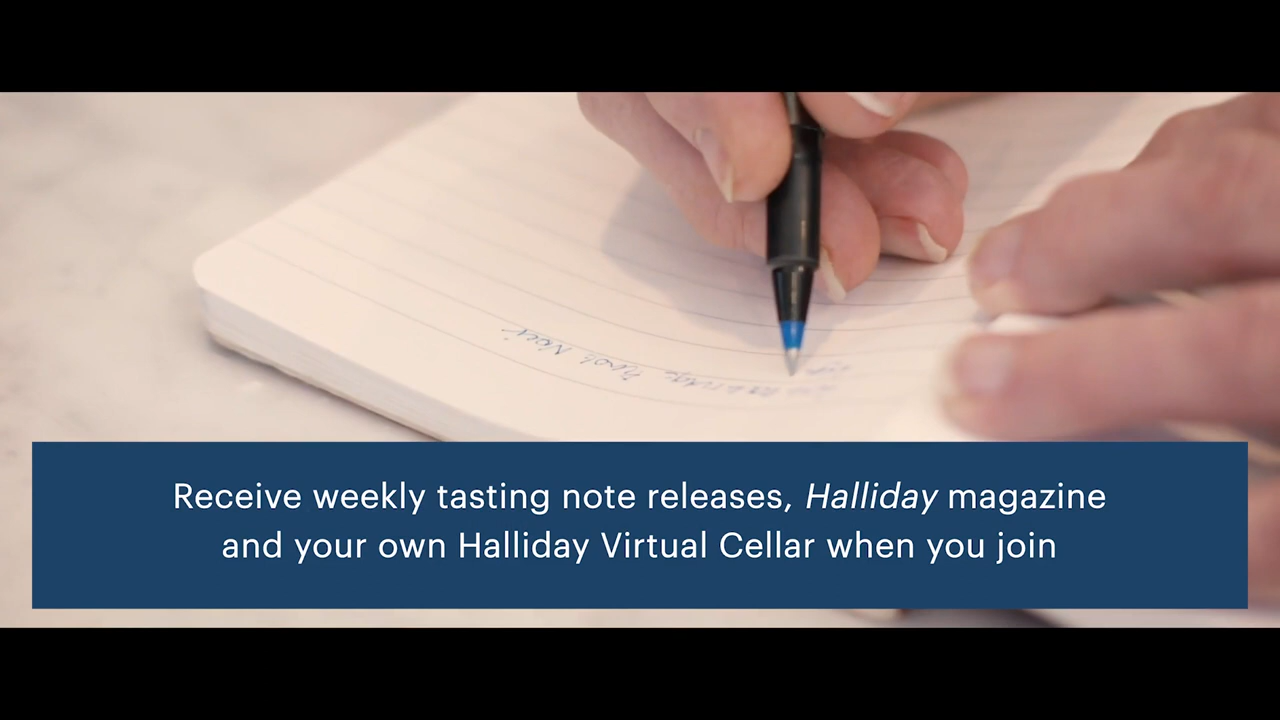 Receive weekly tasting note releases, Halliday magazine
and your own Halliday Virtual Cellar when you join